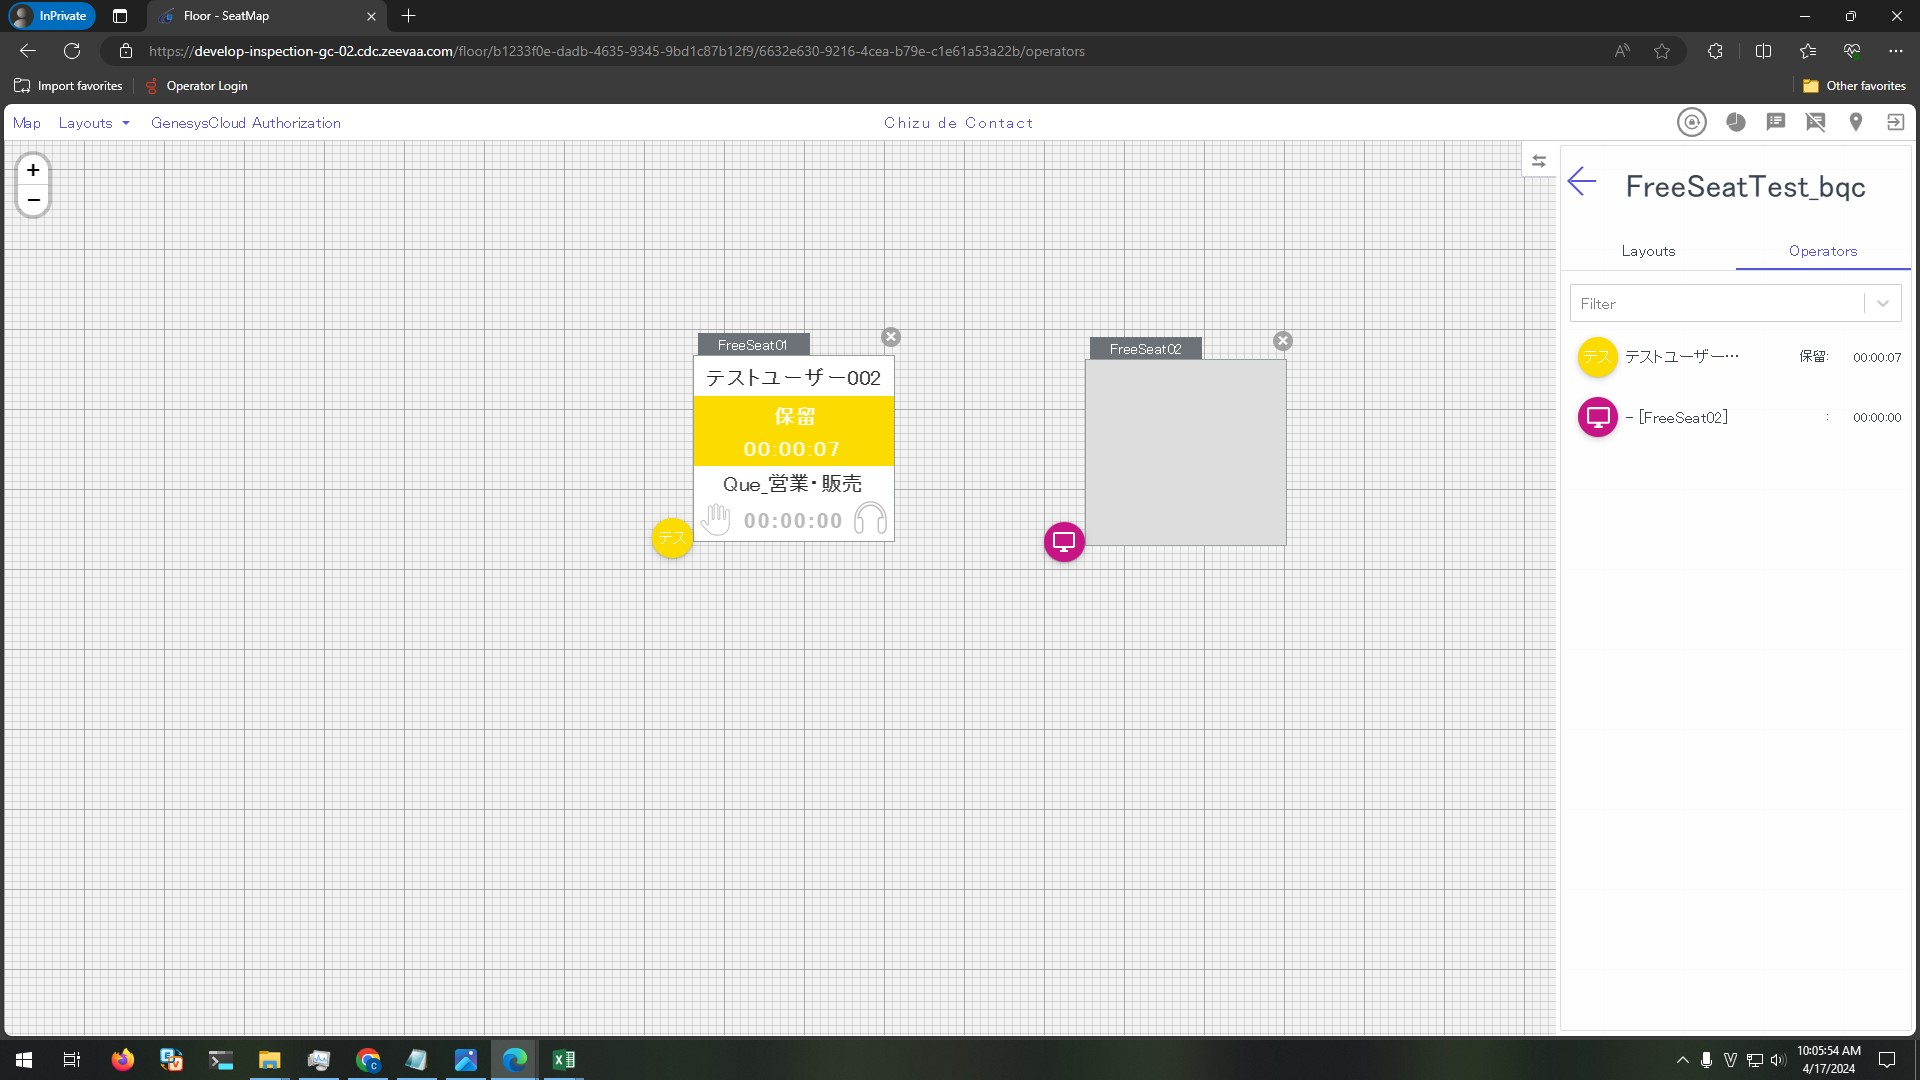 InPrivate
Floor - SeatMap
https://develop-inspection-gc-02.cdc.zeevaa.com/floor/b1233f0e-dadb-4635-9345-9bd1c87b12f9/6632e630-9216-4cea-b79e-c1e61a53a22b/operators
Import favorites
Operator Login
Other favorites
Map
Layouts
GenesysCloud Authorization
Chizu de Contact
+
−
FreeSeatTest_bqc
Layouts
Operators
Filter
テス
テストユーザー…
保留:
00:00:07
- [FreeSeat02]
:
00:00:00
FreeSeat01
テストユーザー002
保留
00:00:07
Que_営業・販売
00:00:00
テス
FreeSeat02
10:05:54 AM
4/17/2024